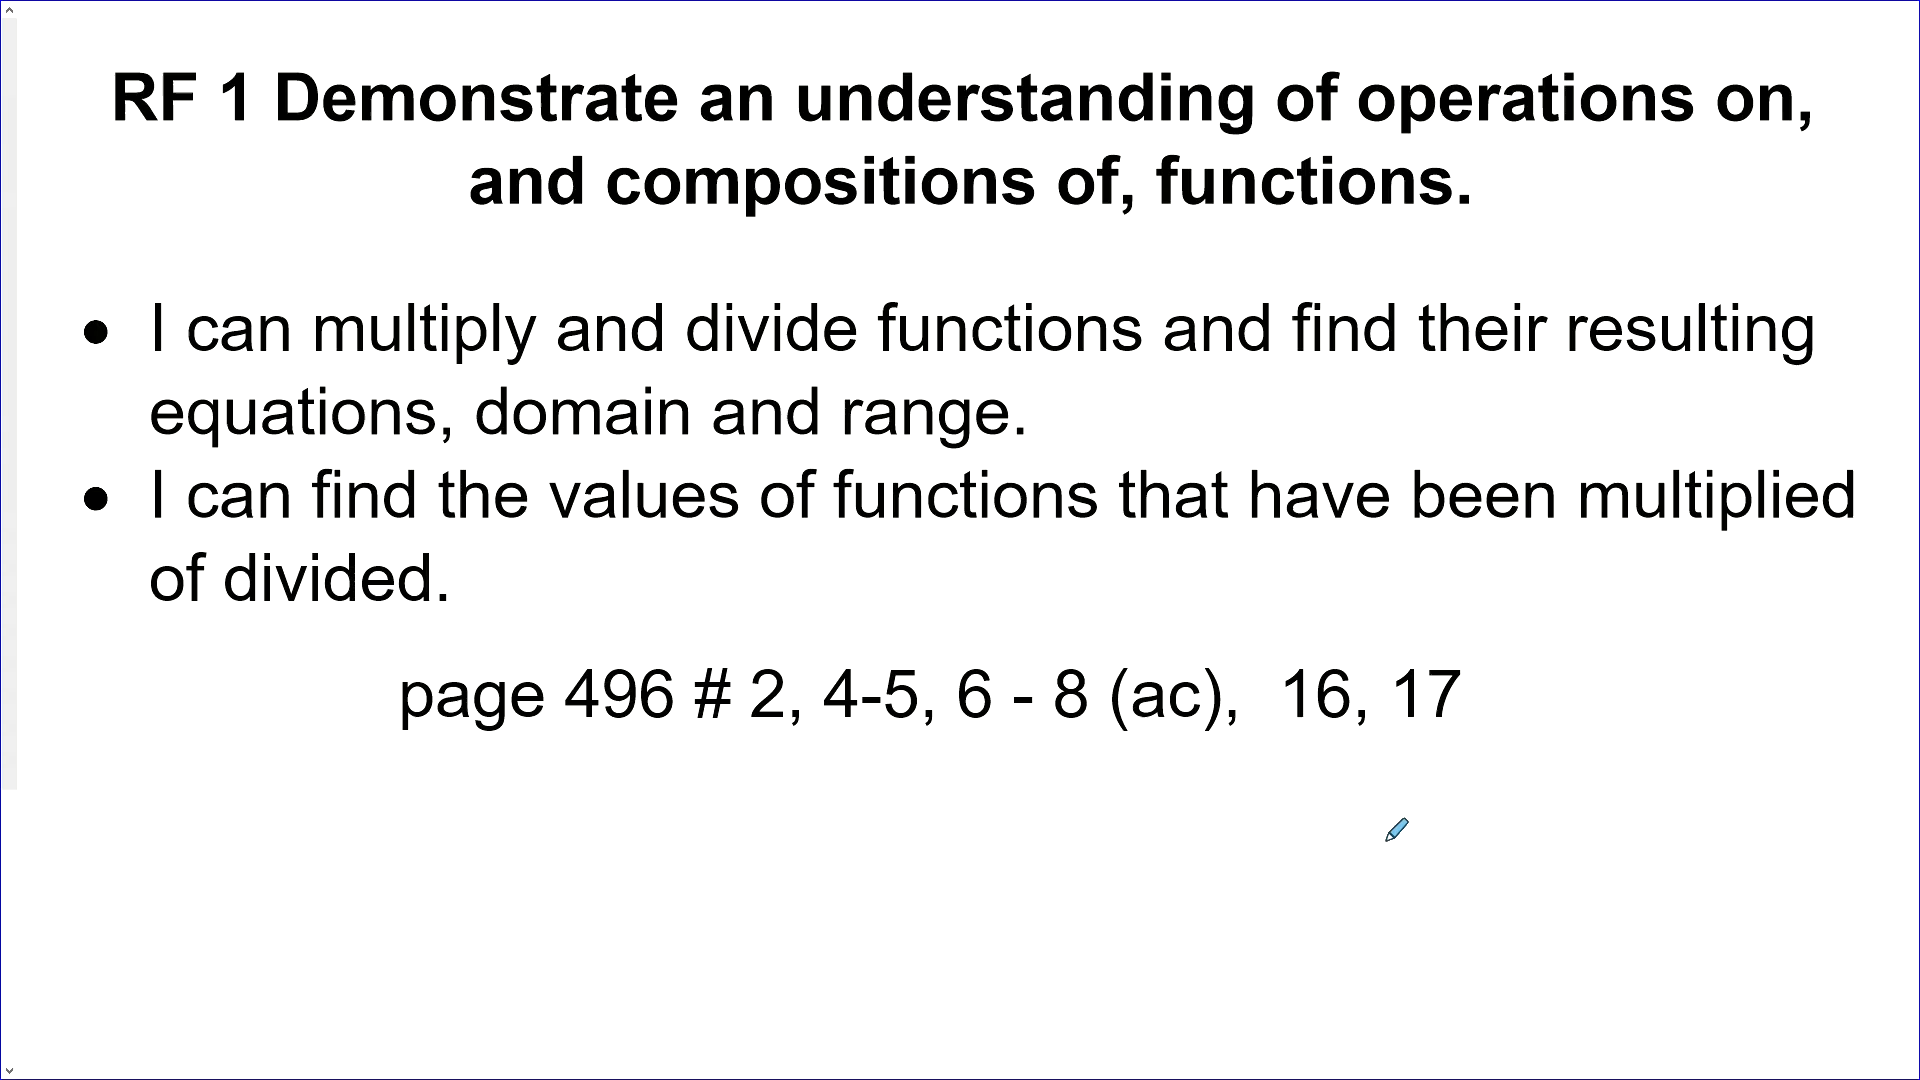 RF 1 Demonstrate an understanding of operations on,
and compositions of, functions.
● I can multiply and divide functions and find their resulting
equations, domain and range.
● I can find the values of functions that have been multiplied
of divided.
page 496 # 2, 4-5, 6 - 8 (ac),  16, 17